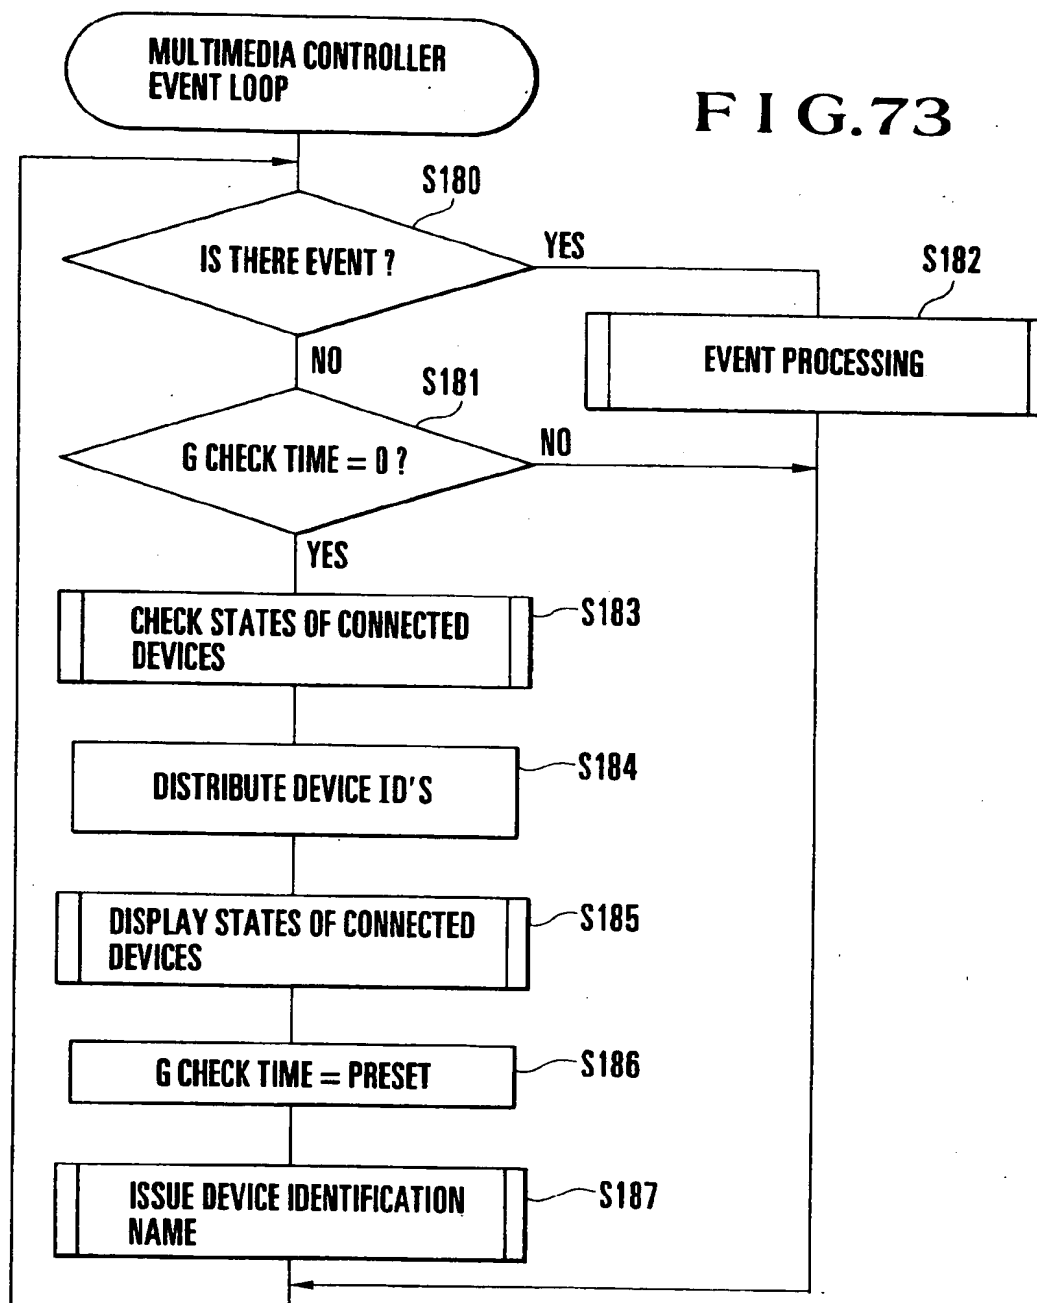 MULTIMEDIA CONTROLLER
EVENT LOOP
FIG.73
S180
IS THERE EVENT ?
YES
S182
EVENT PROCESSING
NO
S181
G CHECK TIME = 0 ?
NO
YES
CHECK STATES OF CONNECTED
DEVICES
S183
DISTRIBUTE DEVICE ID'S
S184
DISPLAY STATES OF CONNECTED
DEVICES
S185
G CHECK TIME = PRESET
S186
ISSUE DEVICE IDENTIFICATION
NAME
S187